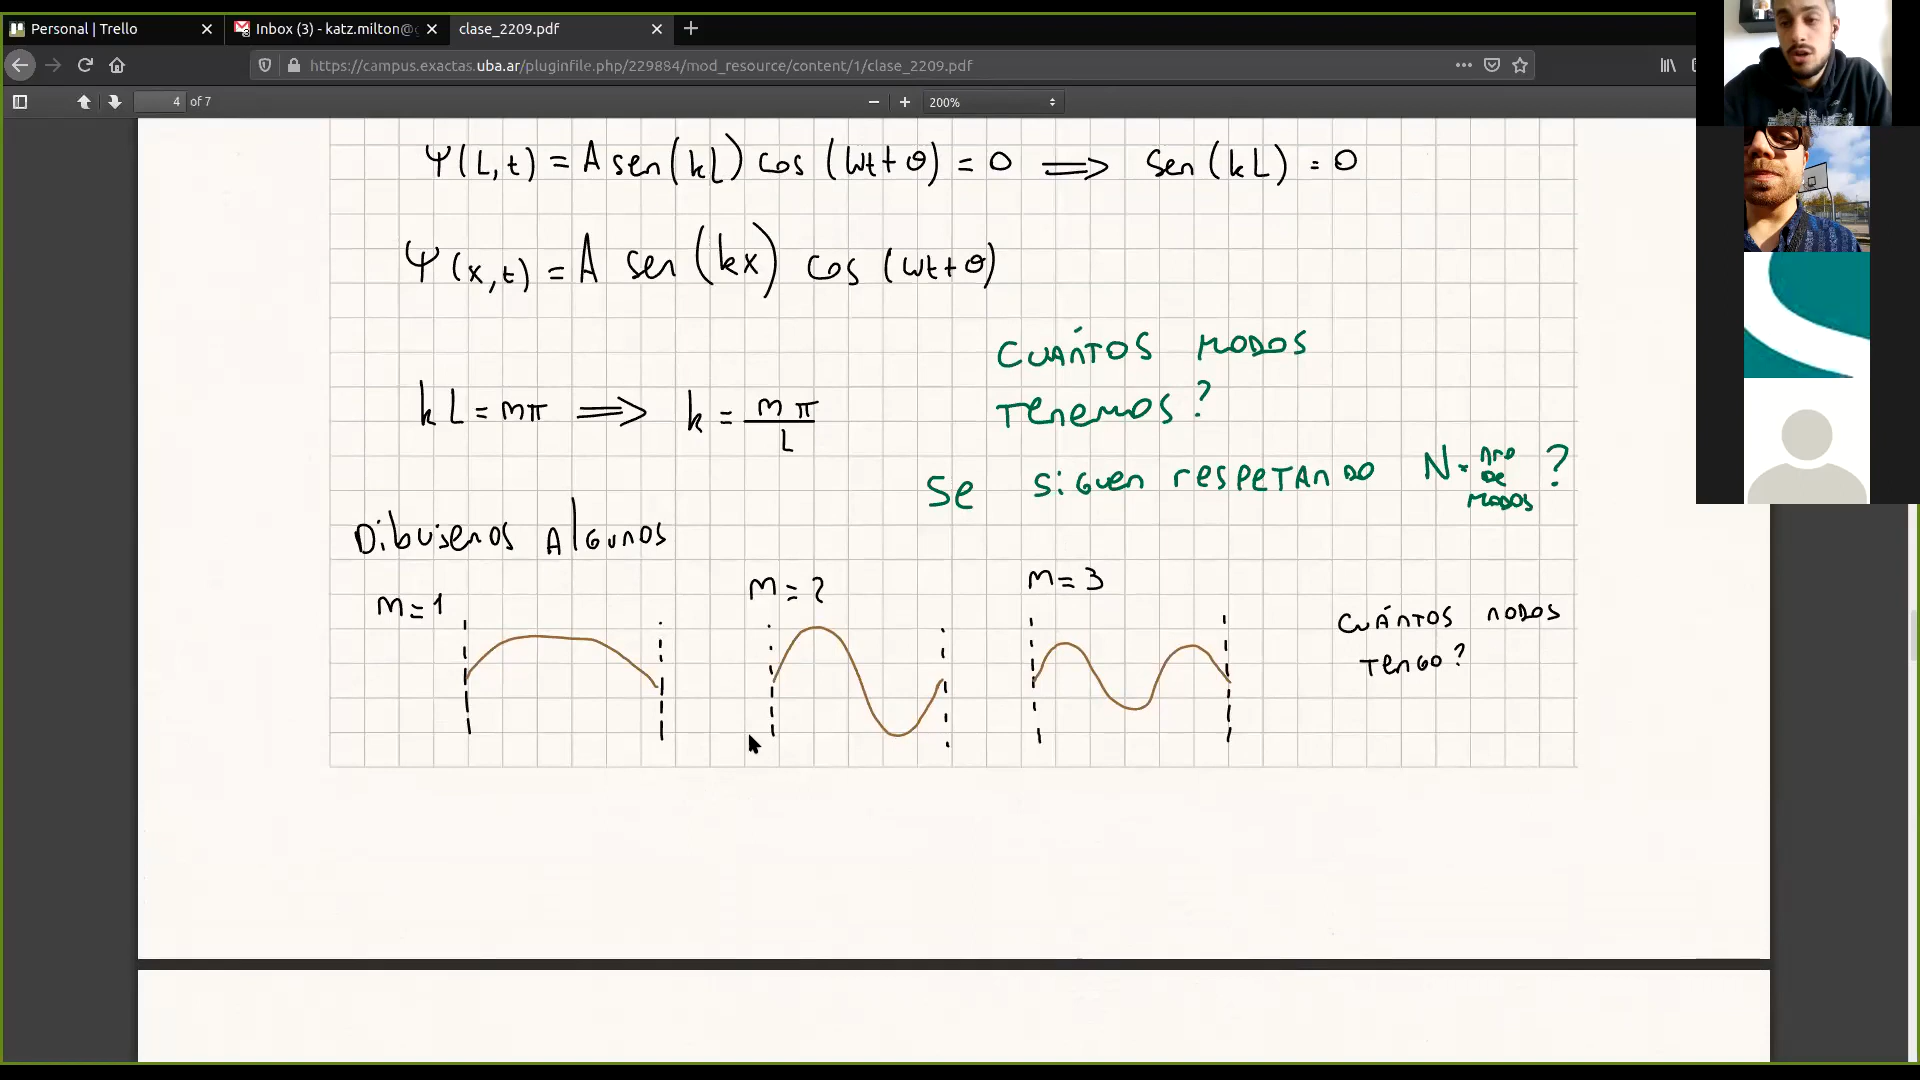 Personal | Trello
Inbox (3) - katz.milton@
clase_2209.pdf
https://campus.exactas.uba.ar/pluginfile.php/229884/mod_resource/content/1/clase_2209.pdf
4 of 7
200%
Ψ(L,t) = A sen(kL) cos (wt+θ) = 0 ⟹ sen(kL) = 0
Ψ(x,t) = A sen(kx) cos (wt+θ)
CUÁNTOS MODOS
TENEMOS?
kL = mπ ⟹ k = mπ/L
Se siguen respetando N = nro de modos ?
Dibujemos algunos
m=1
m=2
m=3
CUÁNTOS NODOS
TENGO?